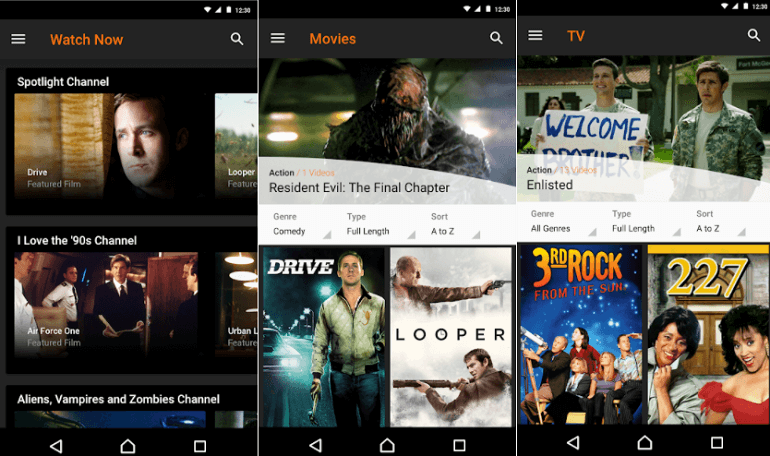 12:30
Watch Now
Spotlight Channel
Drive
Featured Film
Looper
Featured
I Love the '90s Channel
Air Force One
Featured Film
Urban L
Featured
Aliens, Vampires and Zombies Channel
12:30
Movies
Action / 1 Videos
Resident Evil: The Final Chapter
Genre Type Sort
Comedy Full Length A to Z
DRIVE
LOOPER
12:30
TV
Fort McGee
WELCOME
BROTHER!
Action / 13 Videos
Enlisted
Genre Type Sort
All Genres Full Length A to Z
3RD ROCK
FROM THE SUN
227